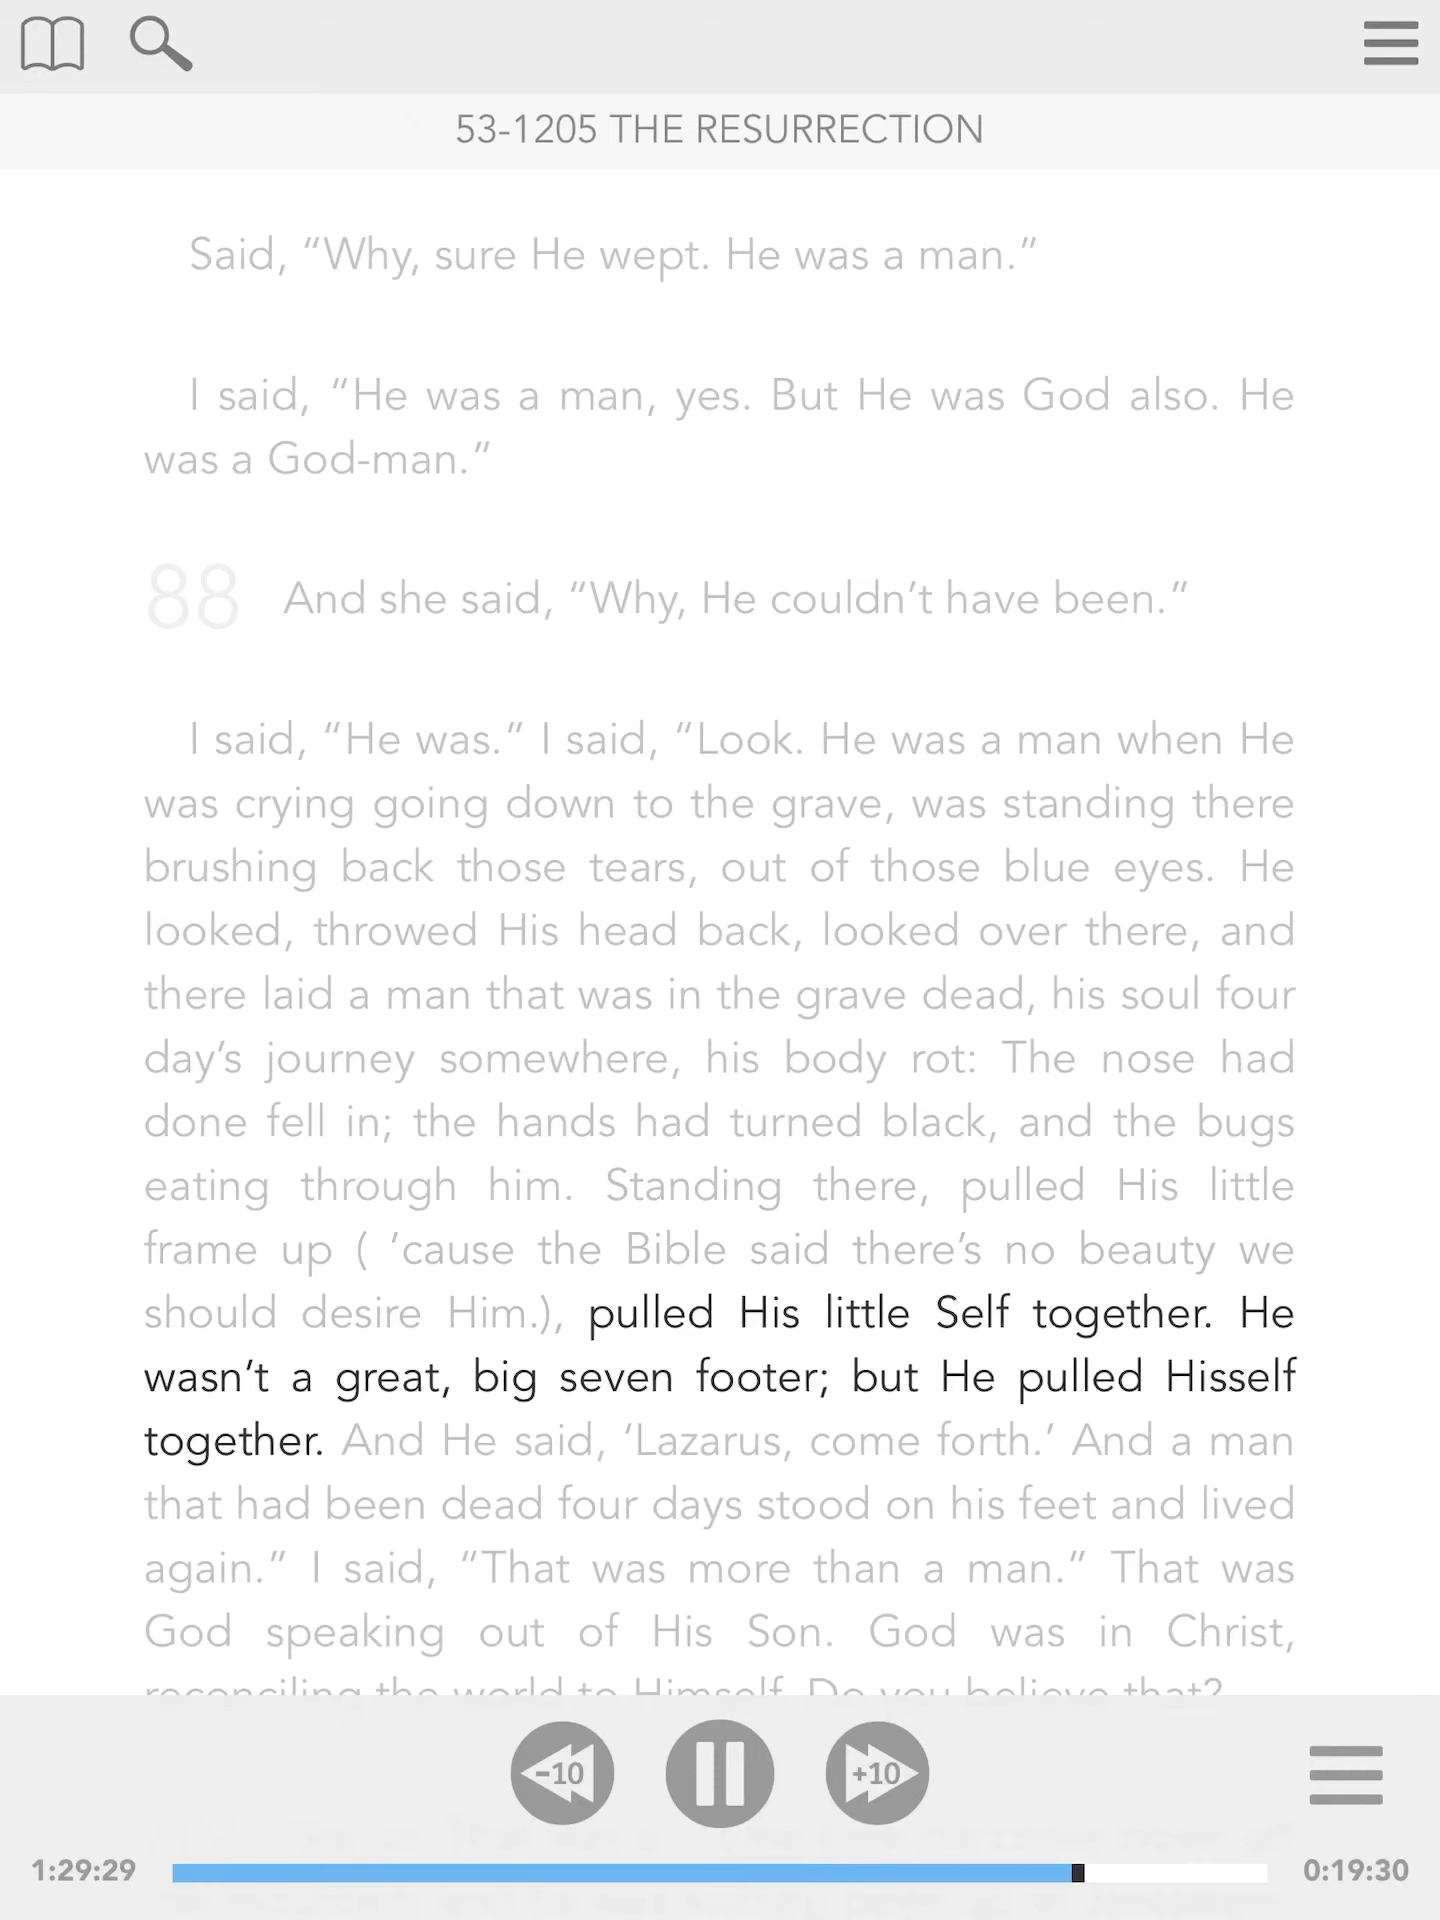 53-1205 THE RESURRECTION
Said, “Why, sure He wept. He was a man.”
I said, “He was a man, yes. But He was God also. He
was a God-man.”
88 And she said, “Why, He couldn’t have been.”
I said, “He was.” I said, “Look. He was a man when He
was crying going down to the grave, was standing there
brushing back those tears, out of those blue eyes. He
looked, throwed His head back, looked over there, and
there laid a man that was in the grave dead, his soul four
day’s journey somewhere, his body rot: The nose had
done fell in; the hands had turned black, and the bugs
eating through him. Standing there, pulled His little
frame up ( ’cause the Bible said there’s no beauty we
should desire Him.), pulled His little Self together. He
wasn’t a great, big seven footer; but He pulled Hisself
together. And He said, ‘Lazarus, come forth.’ And a man
that had been dead four days stood on his feet and lived
again.” I said, “That was more than a man.” That was
God speaking out of His Son. God was in Christ,
reconciling the world to Himself. Do you believe that?
-10 +10
1:29:29 0:19:30